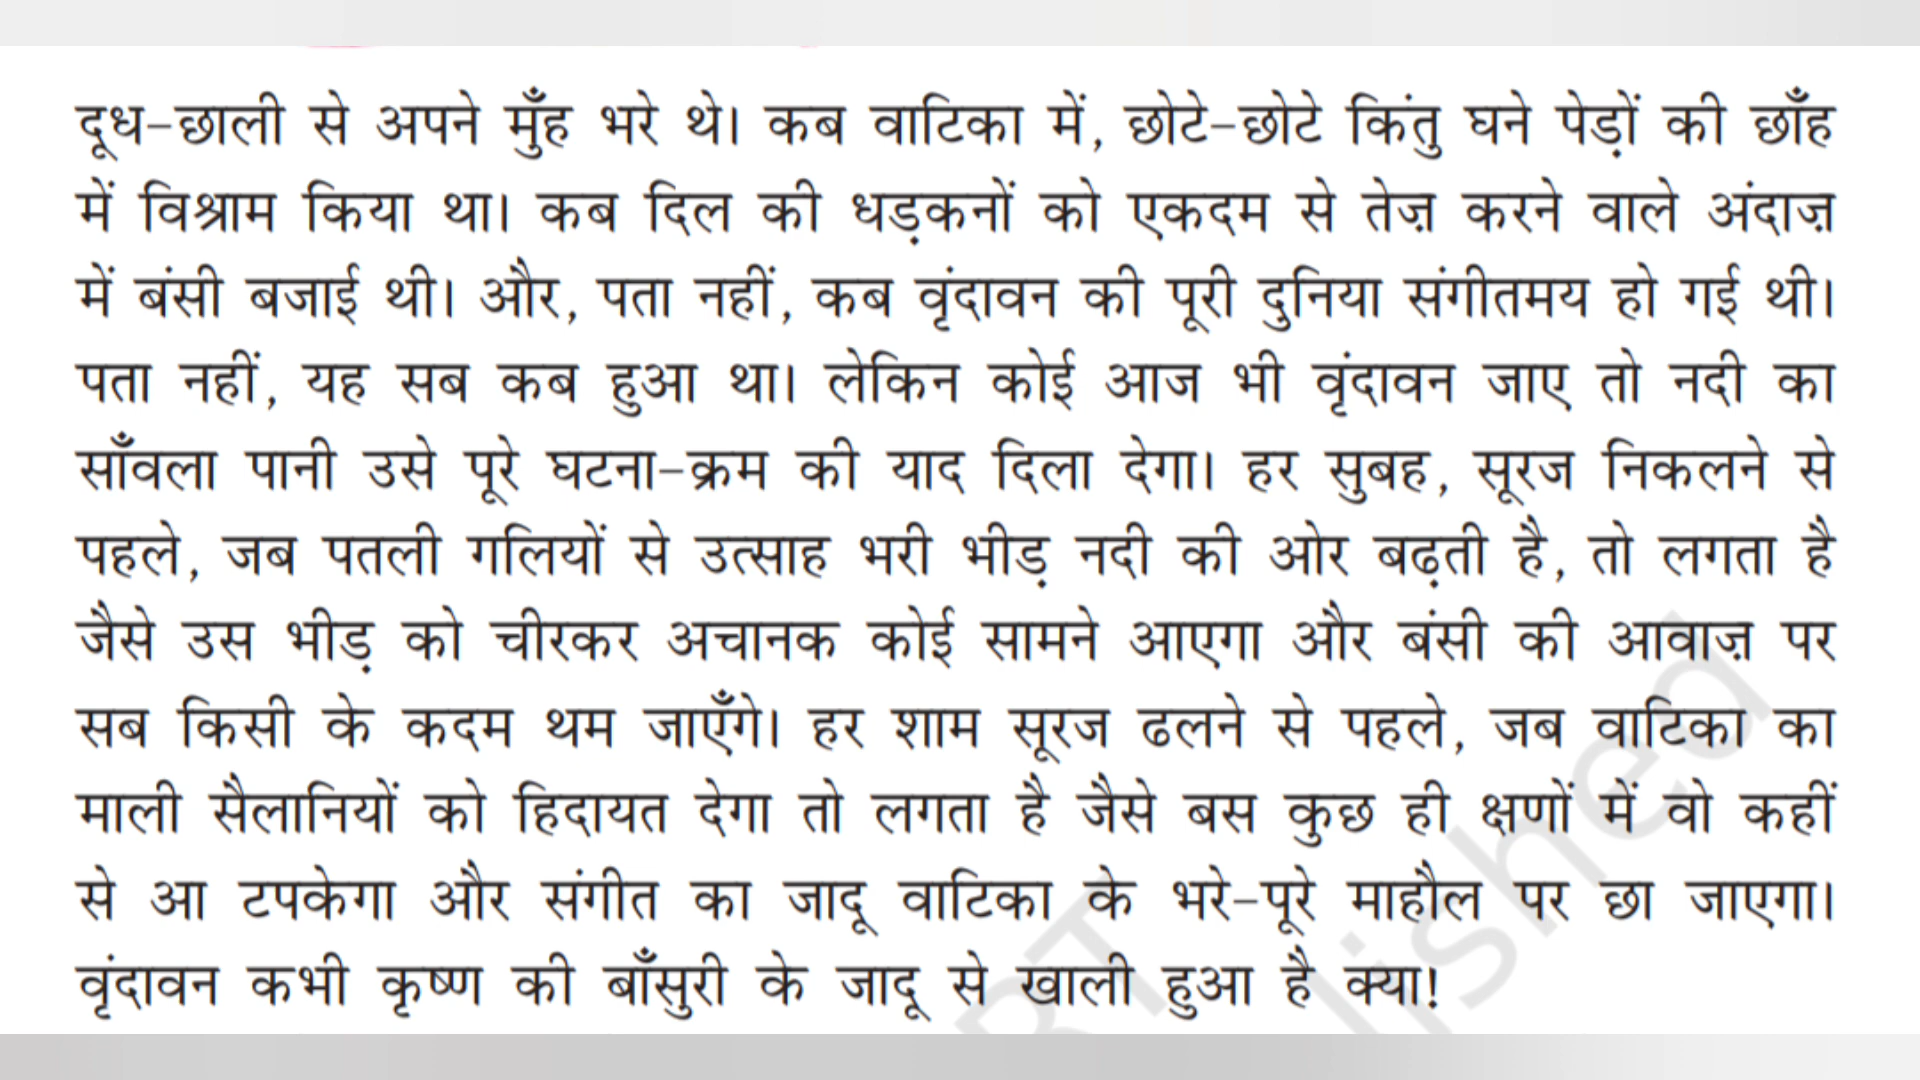 दूध-छाली से अपने मुँह भरे थे। कब वाटिका में, छोटे-छोटे किंतु घने पेड़ों की छाँह
में विश्राम किया था। कब दिल की धड़कनों को एकदम से तेज़ करने वाले अंदाज़
में बंसी बजाई थी। और, पता नहीं, कब वृंदावन की पूरी दुनिया संगीतमय हो गई थी।
पता नहीं, यह सब कब हुआ था। लेकिन कोई आज भी वृंदावन जाए तो नदी का
साँवला पानी उसे पूरे घटना-क्रम की याद दिला देगा। हर सुबह, सूरज निकलने से
पहले, जब पतली गलियों से उत्साह भरी भीड़ नदी की ओर बढ़ती है, तो लगता है
जैसे उस भीड़ को चीरकर अचानक कोई सामने आएगा और बंसी की आवाज़ पर
सब किसी के कदम थम जाएँगे। हर शाम सूरज ढलने से पहले, जब वाटिका का
माली सैलानियों को हिदायत देगा तो लगता है जैसे बस कुछ ही क्षणों में वो कहीं
से आ टपकेगा और संगीत का जादू वाटिका के भरे-पूरे माहौल पर छा जाएगा।
वृंदावन कभी कृष्ण की बाँसुरी के जादू से खाली हुआ है क्या!